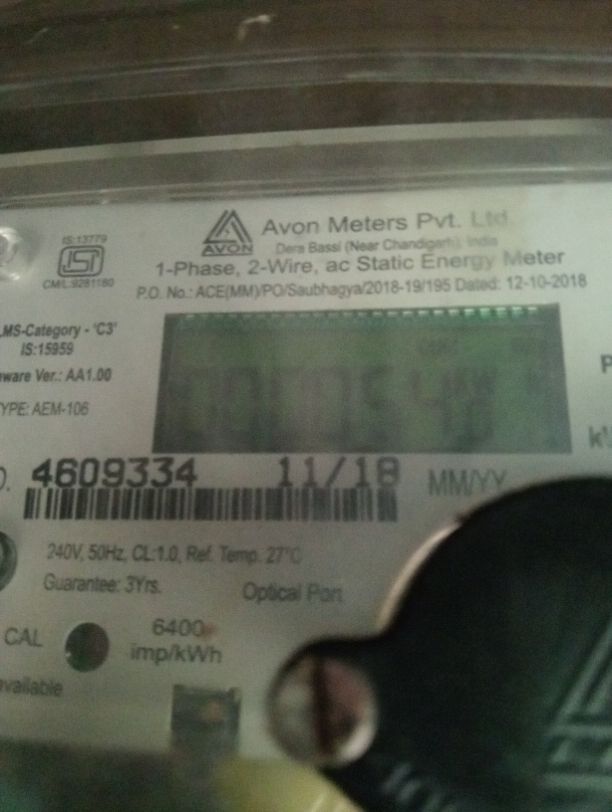 Avon Meters Pvt. Ltd.
AVON
Dera Bassi (Near Chandigarh), India
IS:13779
ISI
CM/L:9281180
1-Phase, 2-Wire, ac Static Energy Meter
P.O. No.: ACE(MM)/PO/Saubhagya/2018-19/195 Dated: 12-10-2018
LMS-Category - 'C3'
IS:15959
ware Ver.: AA1.00
TYPE: AEM-106
4609334 11/18 MM/YY
240V, 50Hz, CL:1.0, Ref. Temp. 27°C
Guarantee: 3Yrs.
Optical Port
CAL
6400
imp/kWh
available